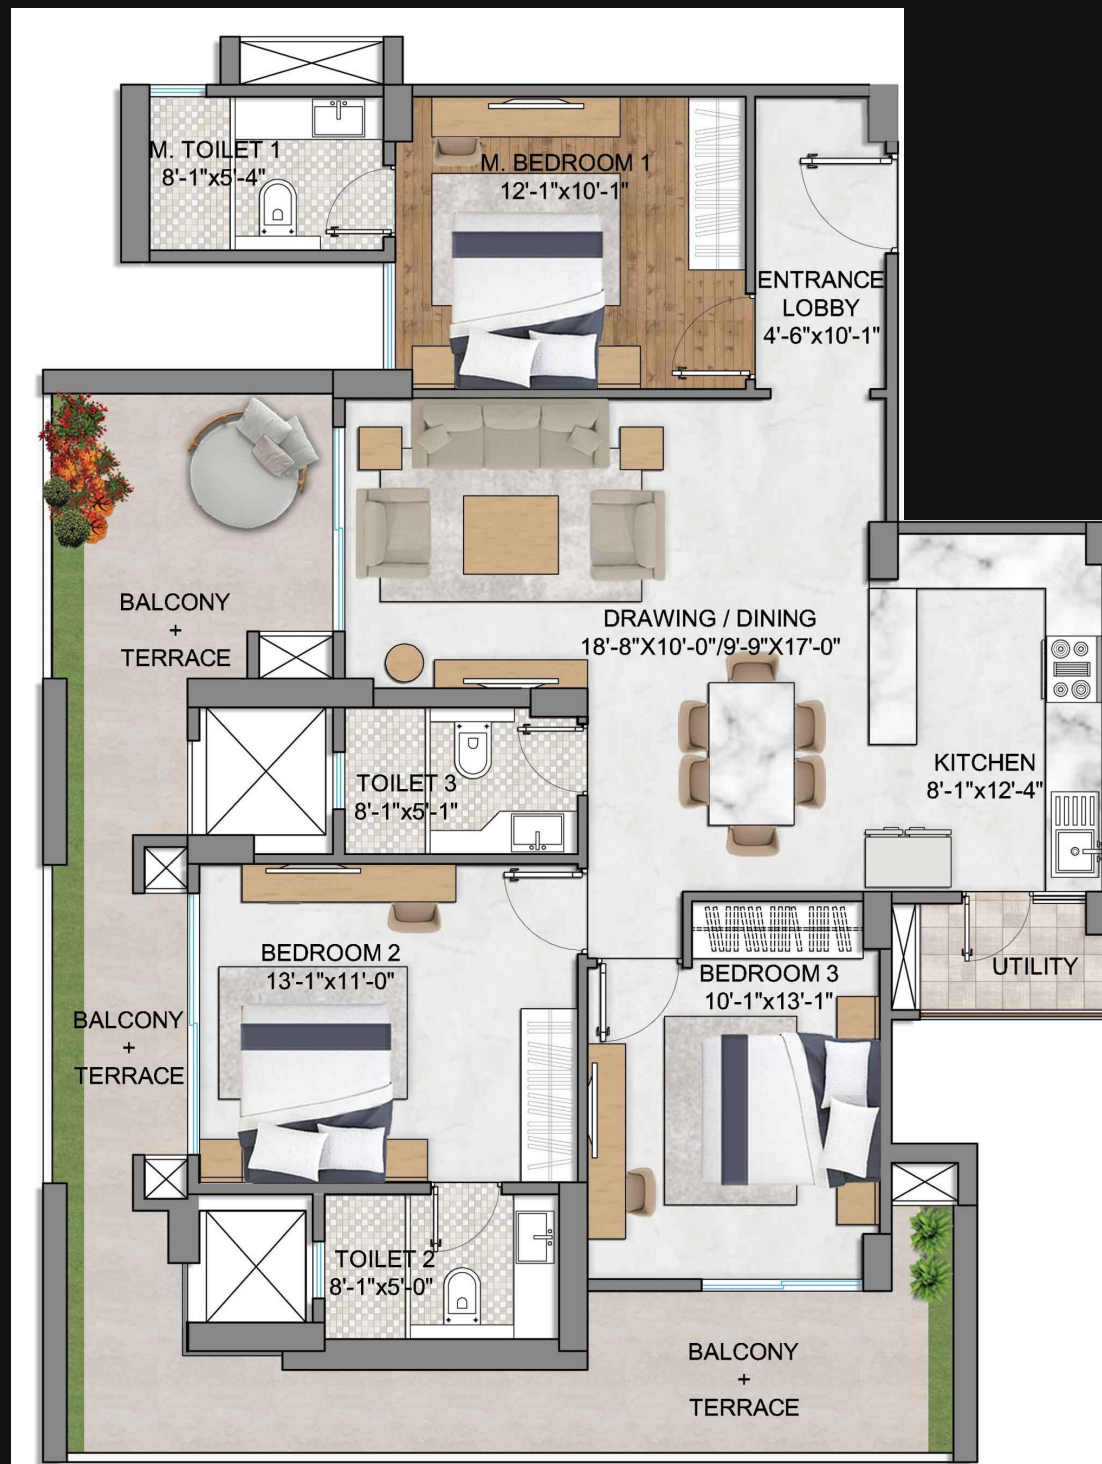 M. TOILET 1
8'-1"x5'-4"
M. BEDROOM 1
12'-1"x10'-1"
ENTRANCE
LOBBY
4'-6"x10'-1"
BALCONY
+
TERRACE
DRAWING / DINING
18'-8"X10'-0"/9'-9"X17'-0"
KITCHEN
8'-1"x12'-4"
TOILET 3
8'-1"x5'-1"
BEDROOM 2
13'-1"x11'-0"
BEDROOM 3
10'-1"x13'-1"
UTILITY
BALCONY
+
TERRACE
TOILET 2
8'-1"x5'-0"
BALCONY
+
TERRACE